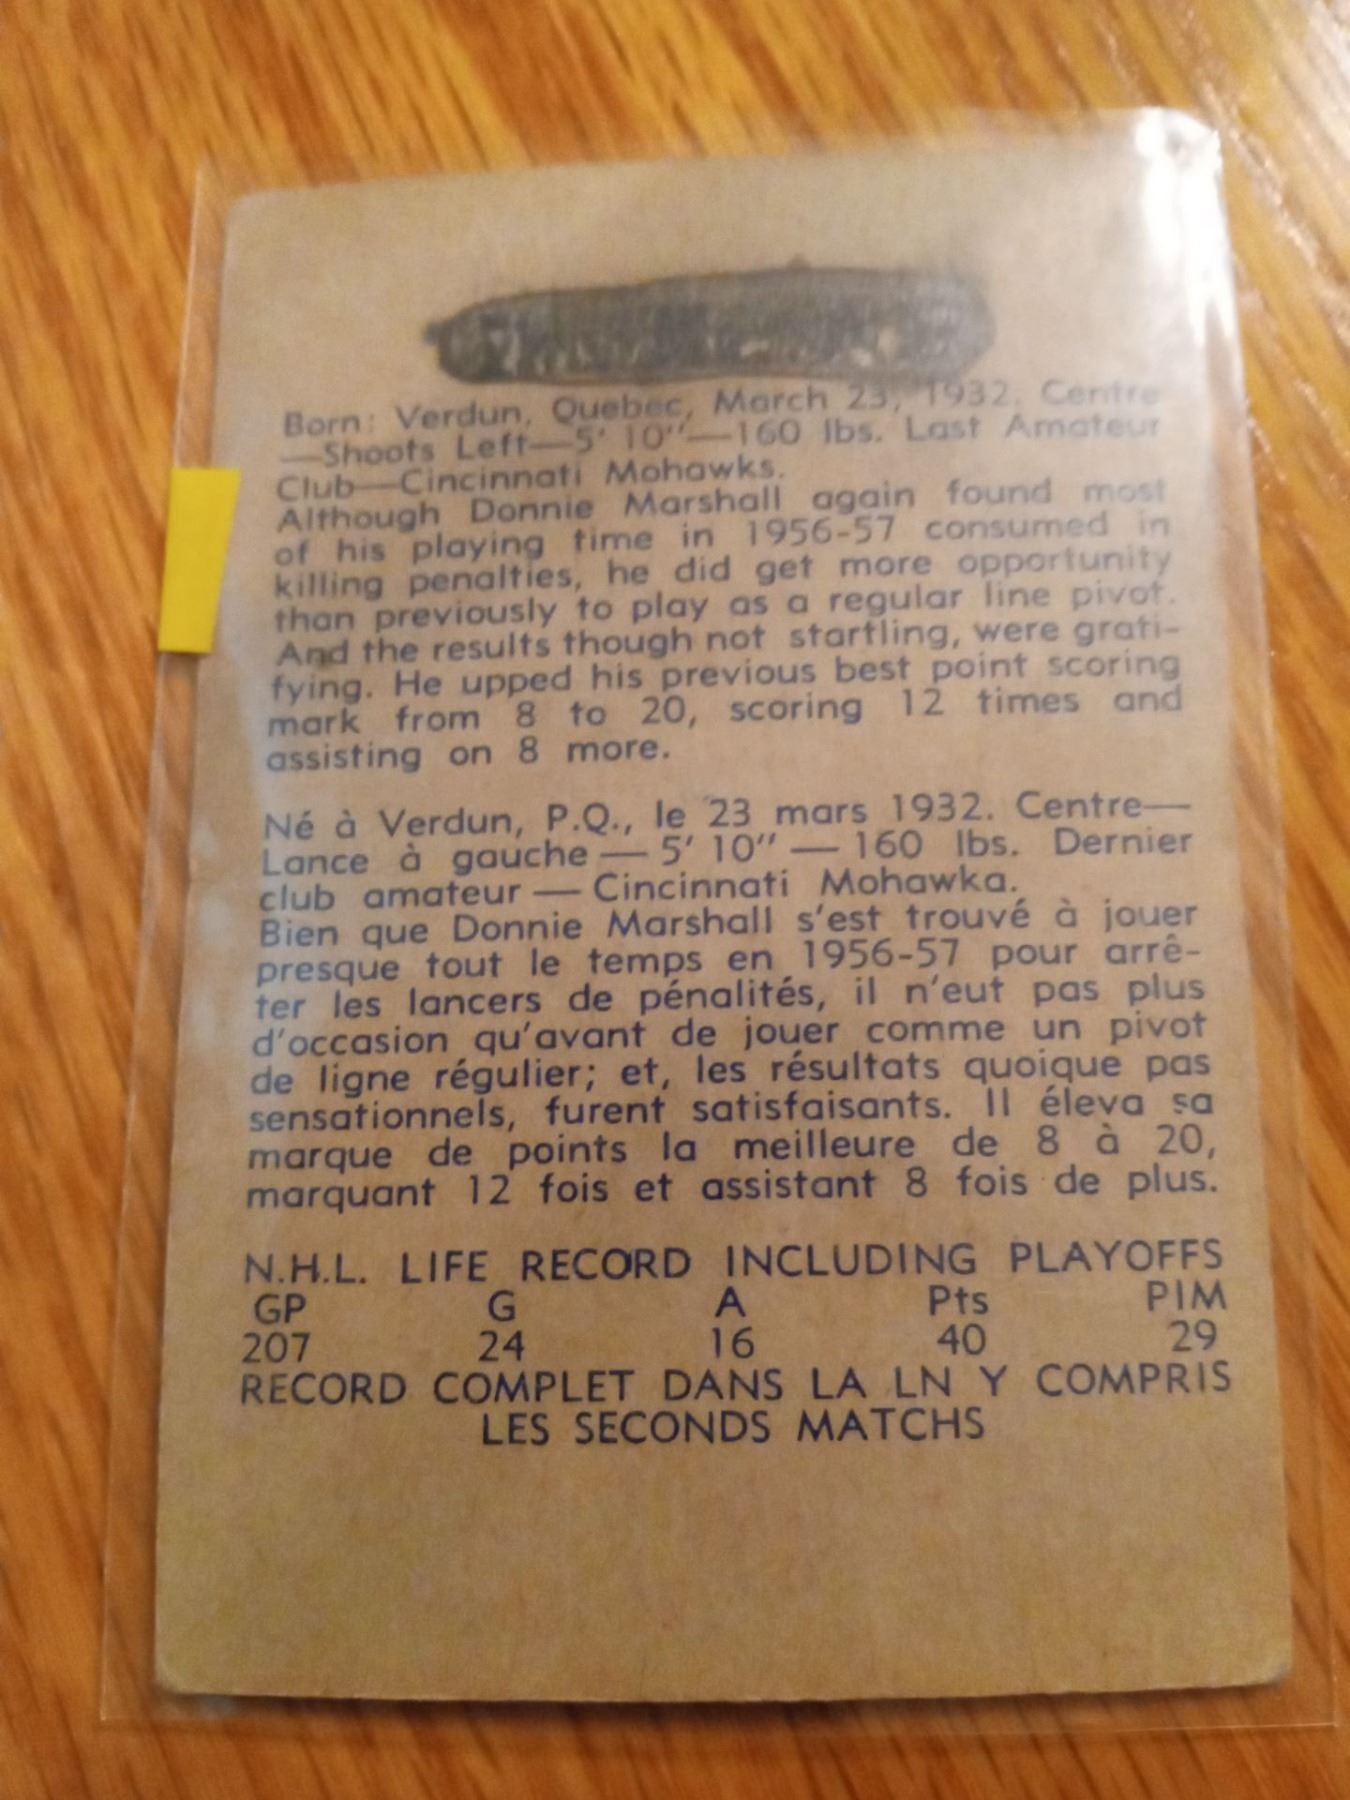 Born: Verdun, Quebec, March 23, 1932. Centre
—Shoots Left—5' 10"—160 lbs. Last Amateur
Club—Cincinnati Mohawks.
Although Donnie Marshall again found most
of his playing time in 1956-57 consumed in
killing penalties, he did get more opportunity
than previously to play as a regular line pivot.
And the results though not startling, were grati-
fying. He upped his previous best point scoring
mark from 8 to 20, scoring 12 times and
assisting on 8 more.
Né à Verdun, P.Q., le 23 mars 1932. Centre—
Lance à gauche — 5' 10" — 160 lbs. Dernier
club amateur — Cincinnati Mohawka.
Bien que Donnie Marshall s'est trouvé à jouer
presque tout le temps en 1956-57 pour arrê-
ter les lancers de pénalités, il n'eut pas plus
d'occasion qu'avant de jouer comme un pivot
de ligne régulier; et, les résultats quoique pas
sensationnels, furent satisfaisants. Il éleva sa
marque de points la meilleure de 8 à 20,
marquant 12 fois et assistant 8 fois de plus.
N.H.L. LIFE RECORD INCLUDING PLAYOFFS
GP G A Pts PIM
207 24 16 40 29
RECORD COMPLET DANS LA LN Y COMPRIS
LES SECONDS MATCHS